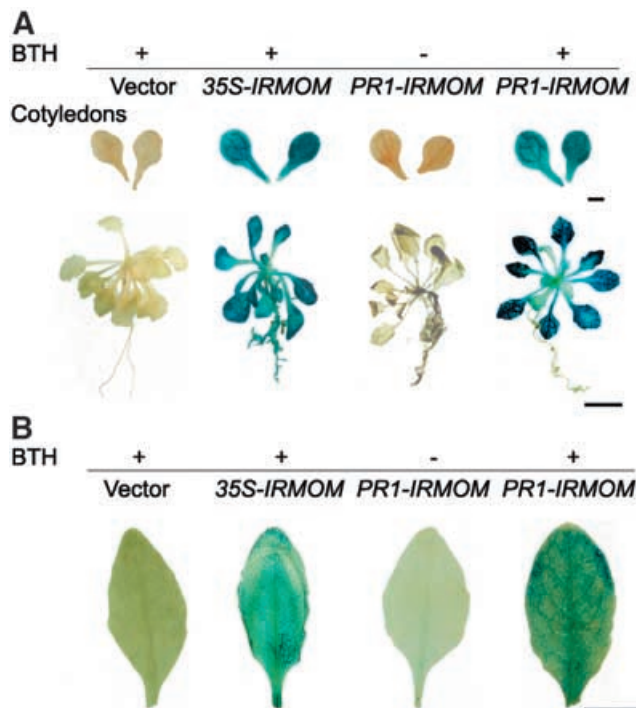 A
BTH + + - +
Vector 35S-IRMOM PR1-IRMOM PR1-IRMOM
Cotyledons
B
BTH + + - +
Vector 35S-IRMOM PR1-IRMOM PR1-IRMOM